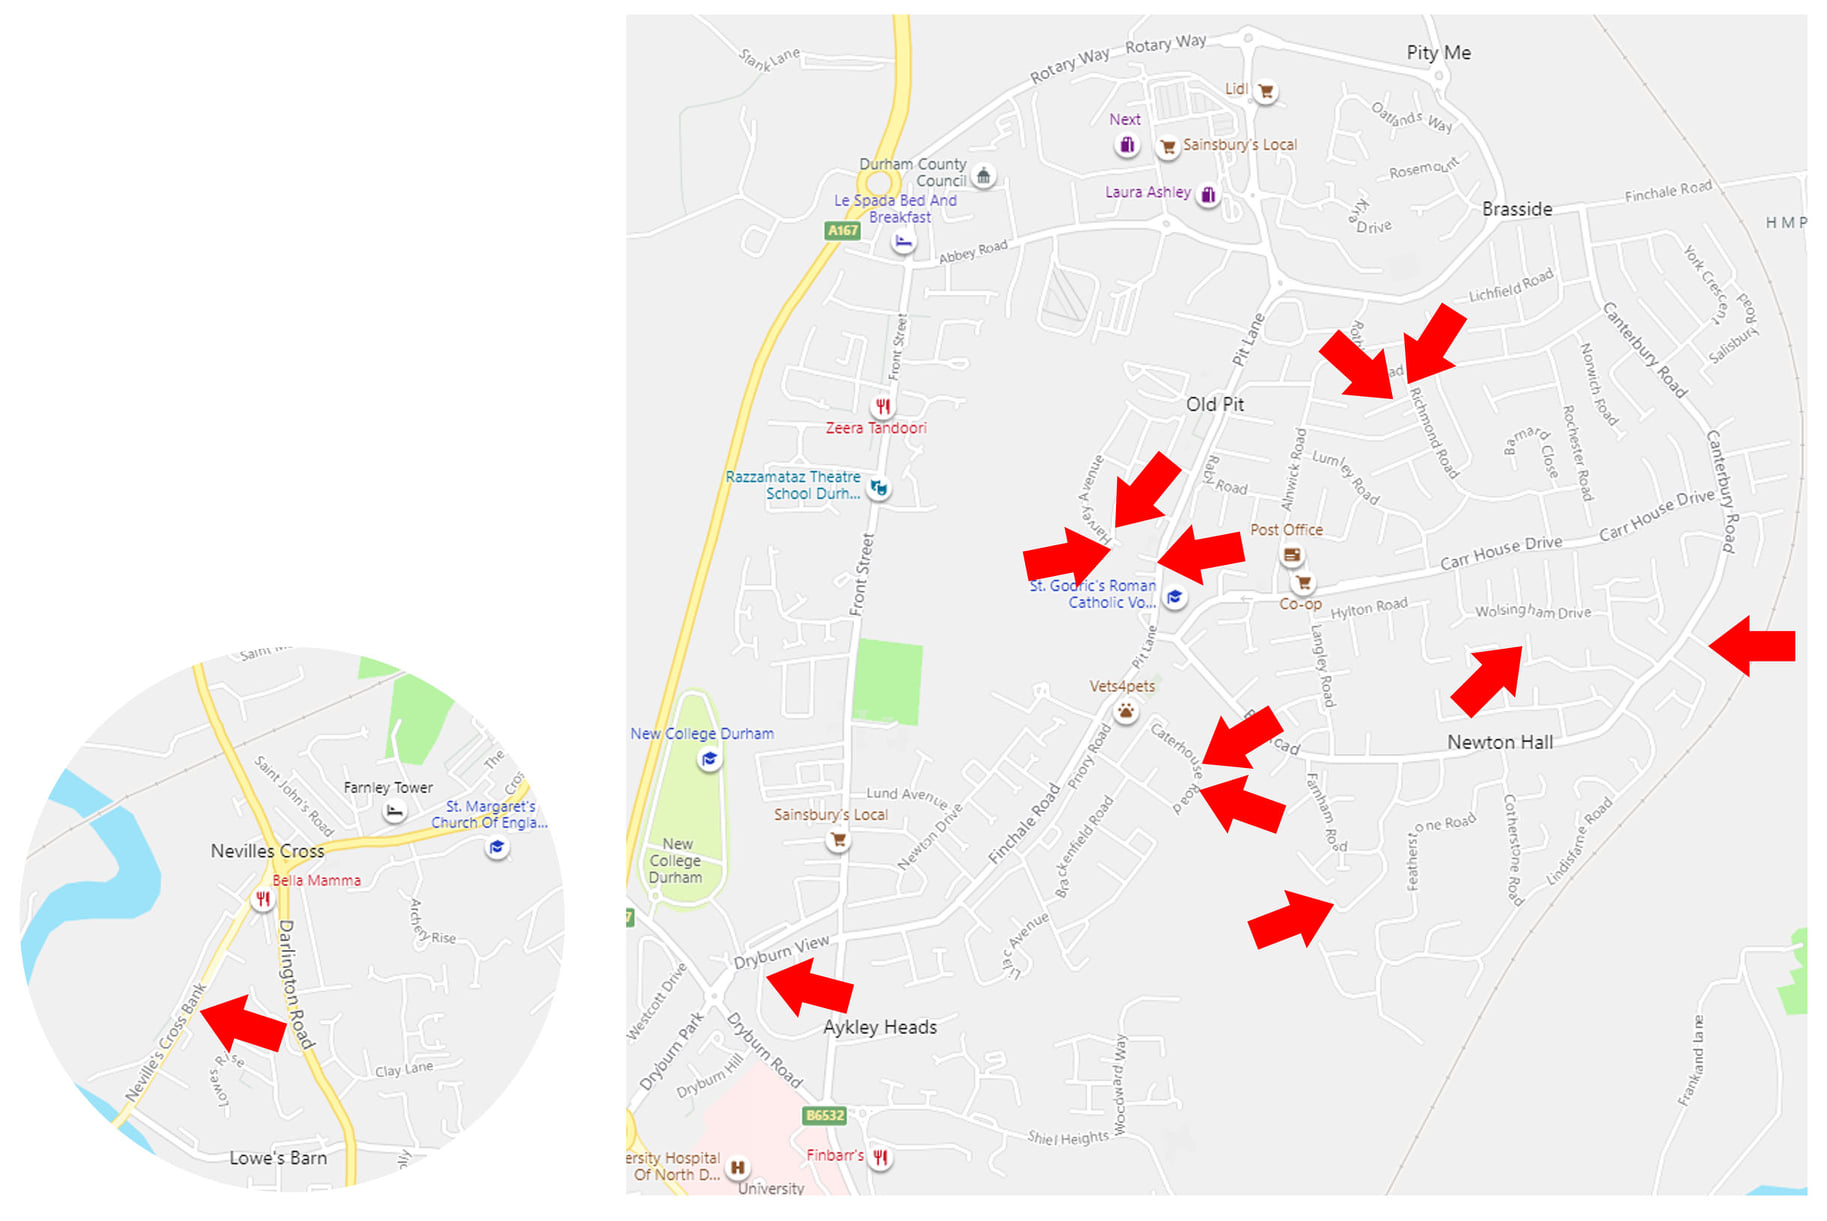 Saint John's Road
The
Cros
Farnley Tower
St. Margaret's
Church Of Engla...
Nevilles Cross
Bella Mamma
Archery Rise
Darlington Road
Neville's Cross Bank
Lowes Rise
Clay Lane
Lowe's Barn
Stank Lane
Rotary Way
Rotary Way
Pity Me
Lidl
Next
Sainsbury's Local
Oatlands Way
Durham County
Council
Rosemount
Laura Ashley
Le Spada Bed And
Breakfast
Finchale Road
Brasside
HMP
A167
Drive
Abbey Road
York Crescent
Lichfield Road
Canterbury Road
Salisbury Road
Front Street
Pit Lane
Norwich Road
Old Pit
Richmond Road
Zeera Tandoori
Rochester Road
Barnard Close
Canterbury Road
Alnwick Road
Lumley Road
Harvey Avenue
Raby Road
Razzamataz Theatre
School Durh...
Carr House Drive
Post Office
Carr House Drive
Front Street
St. Godric's Roman
Catholic Vo...
Co-op
Hylton Road
Wolsingham Drive
Pit Lane
Langley Road
Vets4pets
New College Durham
Caterhouse Road
Newton Hall
Priory Road
Lund Avenue
Sainsbury's Local
Newton Drive
Finchale Road
Brackenfield Road
Farnham Road
Featherstone Road
Cotherstone Road
Lindisfarne Road
New
College
Durham
7
Dryburn View
Lilac Avenue
Westcott Drive
Aykley Heads
Dryburn Park
Dryburn Road
Dryburn Hill
Woodward Way
Frankland Lane
B6532
Shiel Heights
Finbarr's
ersity Hospital
Of North D...
University